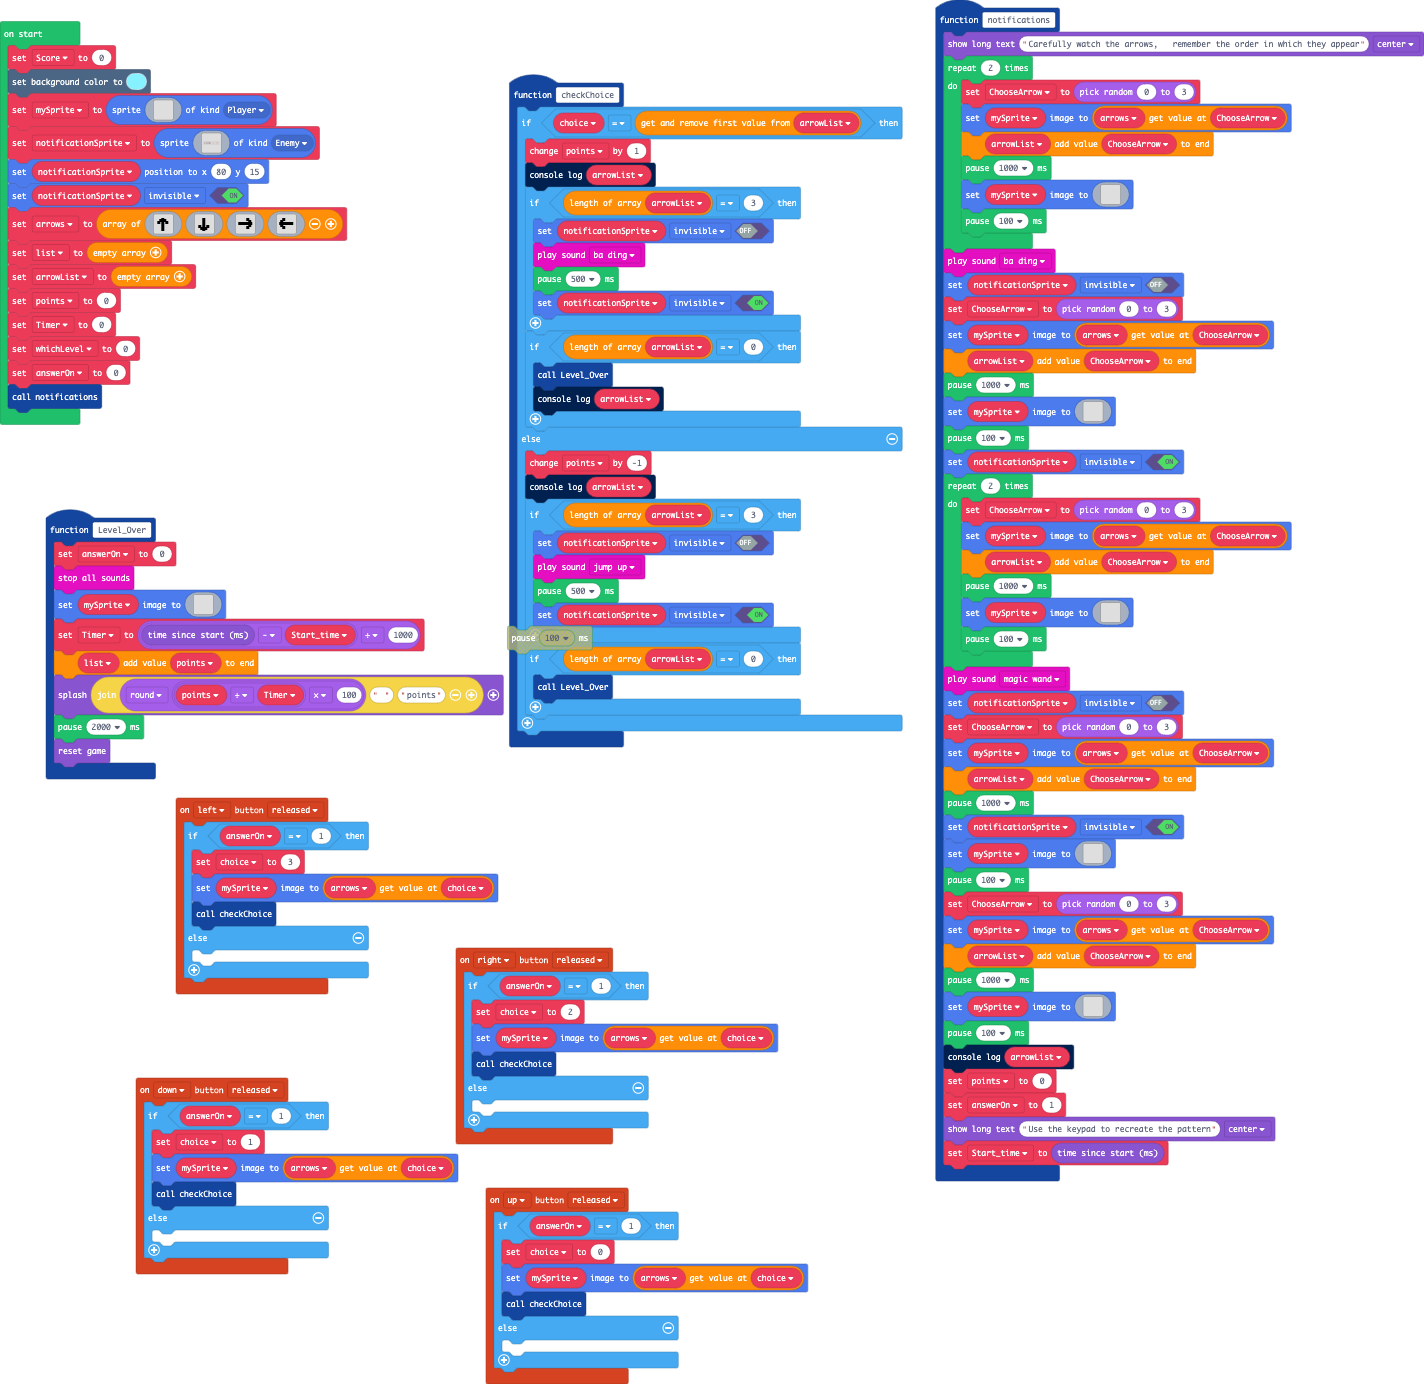 on start
set Score to 0
set background color to
set mySprite to sprite of kind Player
set notificationSprite to sprite of kind Enemy
set notificationSprite position to x 80 y 15
set notificationSprite invisible ON
set arrows to array of
set list to empty array
set arrowList to empty array
set points to 0
set Timer to 0
set whichLevel to 0
set answerOn to 0
call notifications
function Level_Over
set answerOn to 0
stop all sounds
set mySprite image to
set Timer to time since start (ms) - Start_time ÷ 1000
list add value points to end
splash join round points ÷ Timer x 100 " " "points"
pause 2000 ms
reset game
function checkChoice
if choice = get and remove first value from arrowList then
change points by 1
console log arrowList
if length of array arrowList = 3 then
set notificationSprite invisible OFF
play sound ba ding
pause 500 ms
set notificationSprite invisible ON
if length of array arrowList = 0 then
call Level_Over
console log arrowList
else
change points by -1
console log arrowList
if length of array arrowList = 3 then
set notificationSprite invisible OFF
play sound jump up
pause 500 ms
set notificationSprite invisible ON
pause 100 ms
if length of array arrowList = 0 then
call Level_Over
on left button released
if answerOn = 1 then
set choice to 3
set mySprite image to arrows get value at choice
call checkChoice
else
on right button released
if answerOn = 1 then
set choice to 2
set mySprite image to arrows get value at choice
call checkChoice
else
on down button released
if answerOn = 1 then
set choice to 1
set mySprite image to arrows get value at choice
call checkChoice
else
on up button released
if answerOn = 1 then
set choice to 0
set mySprite image to arrows get value at choice
call checkChoice
else
function notifications
show long text "Carefully watch the arrows,   remember the order in which they appear" center
repeat 2 times
do set ChooseArrow to pick random 0 to 3
set mySprite image to arrows get value at ChooseArrow
arrowList add value ChooseArrow to end
pause 1000 ms
set mySprite image to
pause 100 ms
play sound ba ding
set notificationSprite invisible OFF
set ChooseArrow to pick random 0 to 3
set mySprite image to arrows get value at ChooseArrow
arrowList add value ChooseArrow to end
pause 1000 ms
set mySprite image to
pause 100 ms
set notificationSprite invisible ON
repeat 2 times
do set ChooseArrow to pick random 0 to 3
set mySprite image to arrows get value at ChooseArrow
arrowList add value ChooseArrow to end
pause 1000 ms
set mySprite image to
pause 100 ms
play sound magic wand
set notificationSprite invisible OFF
set ChooseArrow to pick random 0 to 3
set mySprite image to arrows get value at ChooseArrow
arrowList add value ChooseArrow to end
pause 1000 ms
set notificationSprite invisible ON
set mySprite image to
pause 100 ms
set ChooseArrow to pick random 0 to 3
set mySprite image to arrows get value at ChooseArrow
arrowList add value ChooseArrow to end
pause 1000 ms
set mySprite image to
pause 100 ms
console log arrowList
set points to 0
set answerOn to 1
show long text "Use the keypad to recreate the pattern" center
set Start_time to time since start (ms)